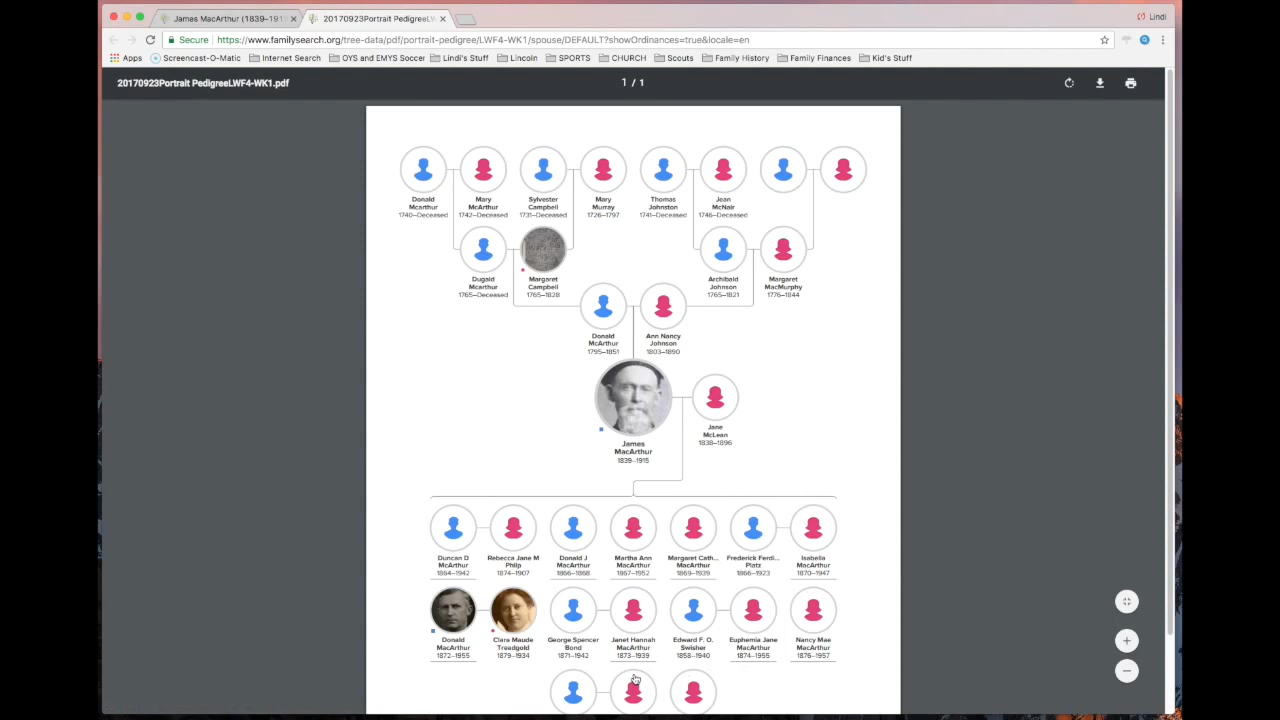 James MacArthur (1839–191
20170923Portrait PedigreeLW
Lindi
Secure
https://www.familysearch.org/tree-data/pdf/portrait-pedigree/LWF4-WK1/spouse/DEFAULT?showOrdinances=true&locale=en
Apps Screencast-O-Matic Internet Search OYS and EMYS Soccer Lindi's Stuff Lincoln SPORTS CHURCH Scouts Family History Family Finances Kid's Stuff
20170923Portrait PedigreeLWF4-WK1.pdf
1 / 1
Donald Mcarthur 1740–Deceased
Mary McArthur 1742–Deceased
Sylvester Campbell 1731–Deceased
Mary Murray 1726–1797
Thomas Johnston 1741–Deceased
Jean McNair 1746–Deceased
Dugald Mcarthur 1765–Deceased
Margaret Campbell 1765–1828
Archibald Johnson 1765–1821
Margaret MacMurphy 1776–1844
Donald McArthur 1795–1851
Ann Nancy Johnson 1803–1890
James MacArthur 1839–1915
Jane McLean 1838–1896
Duncan D McArthur 1864–1942
Rebecca Jane M Philp 1874–1907
Donald J MacArthur 1866–1868
Martha Ann MacArthur 1867–1952
Margaret Cath... MacArthur 1869–1939
Frederick Ferdi... Platz 1866–1923
Isabella MacArthur 1870–1947
Donald MacArthur 1872–1955
Clara Maude Treadgold 1879–1934
George Spencer Bond 1871–1942
Janet Hannah MacArthur 1873–1939
Edward F. O. Swisher 1858–1940
Euphemia Jane MacArthur 1874–1955
Nancy Mae MacArthur 1876–1957